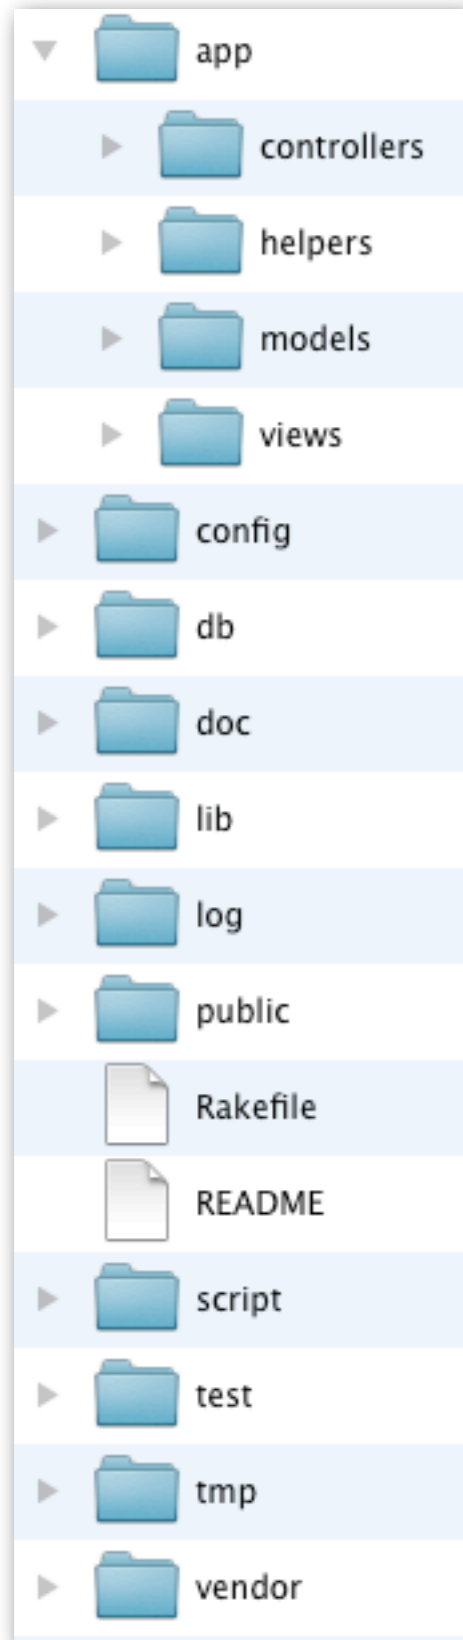 app
controllers
helpers
models
views
config
db
doc
lib
log
public
Rakefile
README
script
test
tmp
vendor